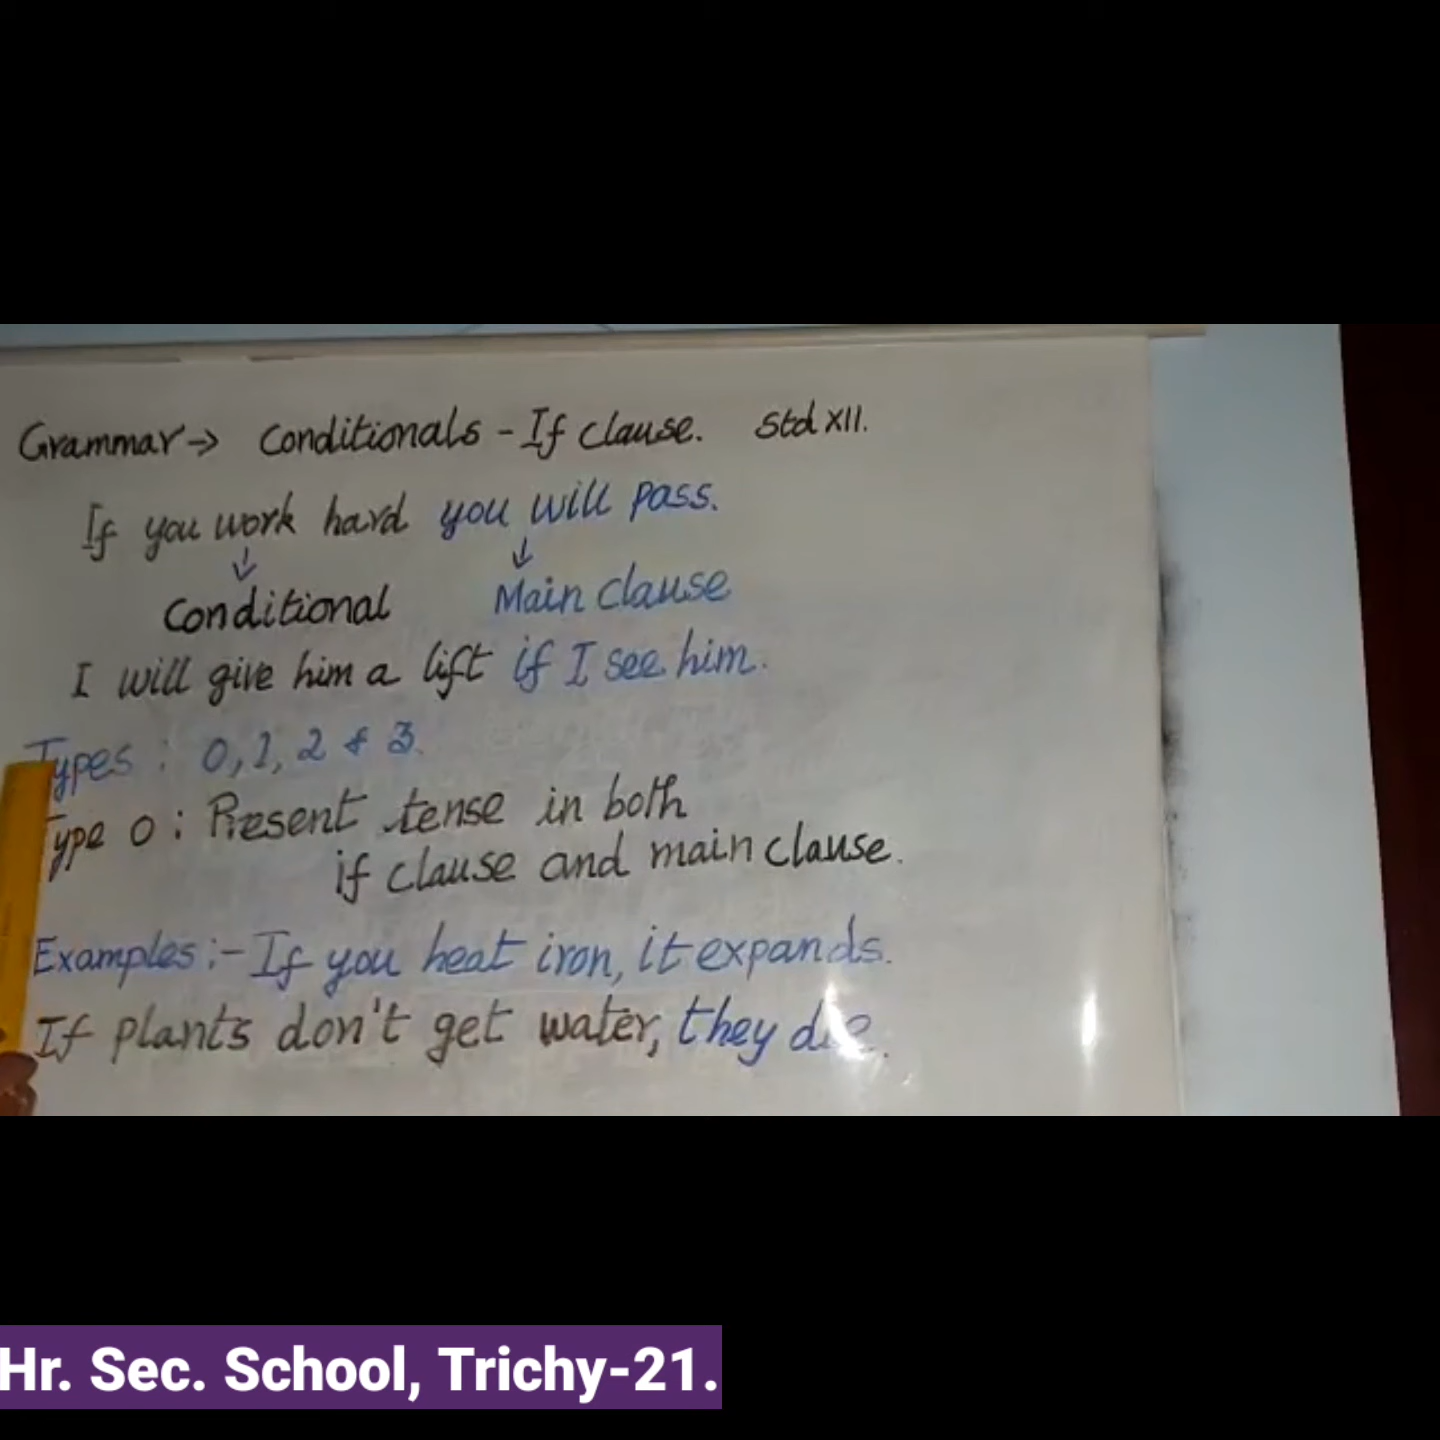 Grammar → Conditionals - If clause. Std XII.
If you work hard you will pass.
↓ ↓
Conditional Main clause
I will give him a lift if I see him.
Types : 0, 1, 2 & 3.
Type 0 : Present tense in both
if clause and main clause.
Examples :- If you heat iron, it expands.
If plants don't get water, they die.
Hr. Sec. School, Trichy-21.